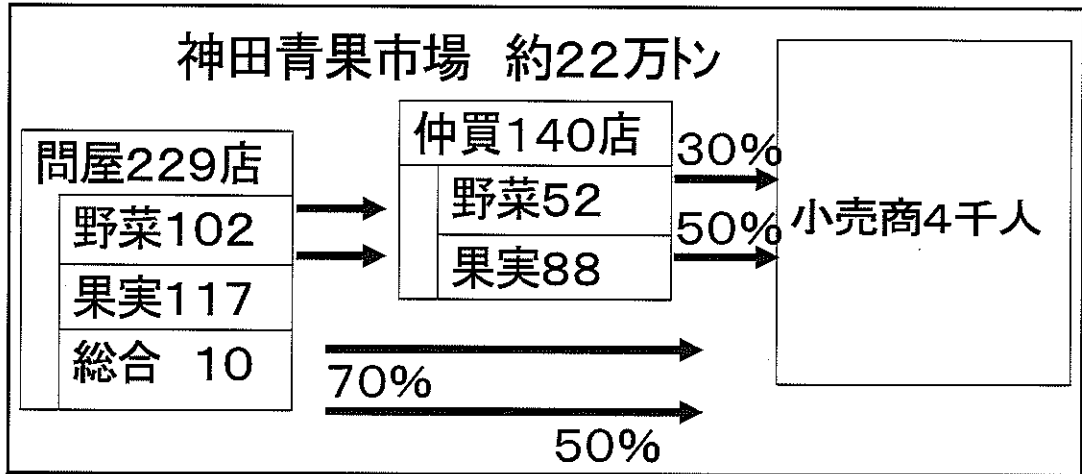 神田青果市場 約22万トン
問屋229店
野菜102
果実117
総合 10
仲買140店
野菜52
果実88
30%
50%
小売商4千人
70%
50%